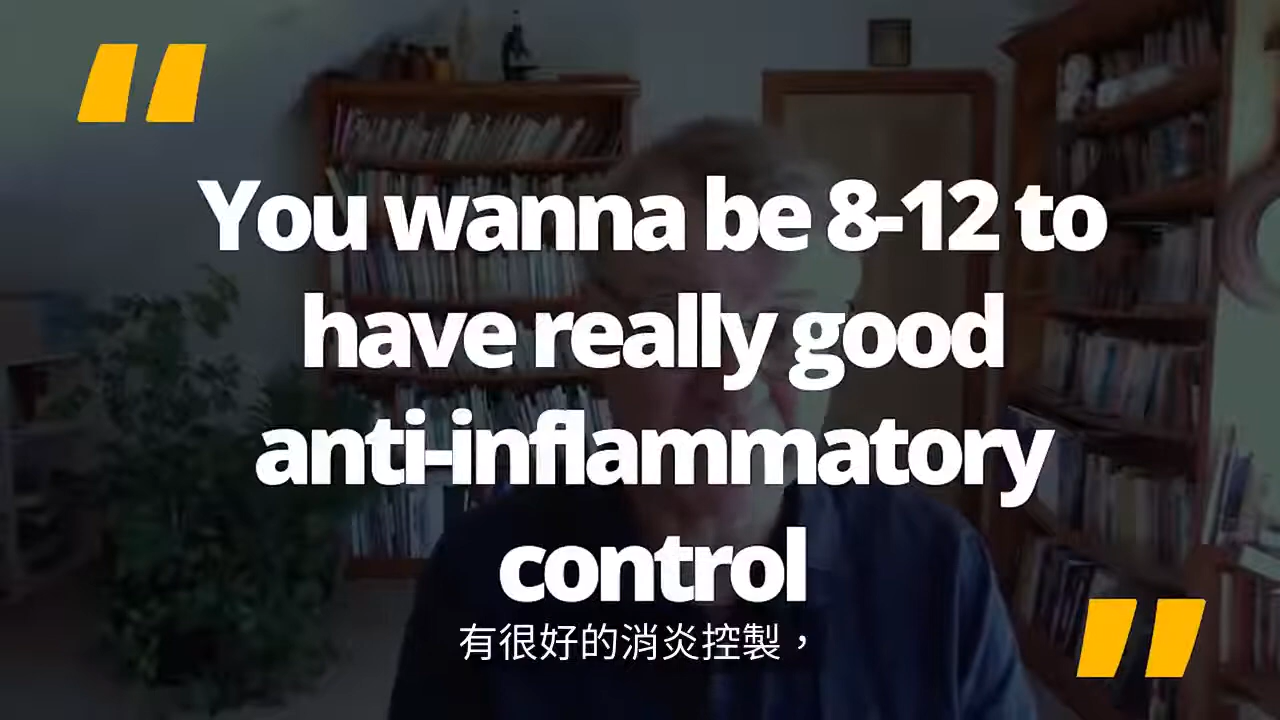 You wanna be 8-12 to
have really good
anti-inflammatory
control
有很好的消炎控製，